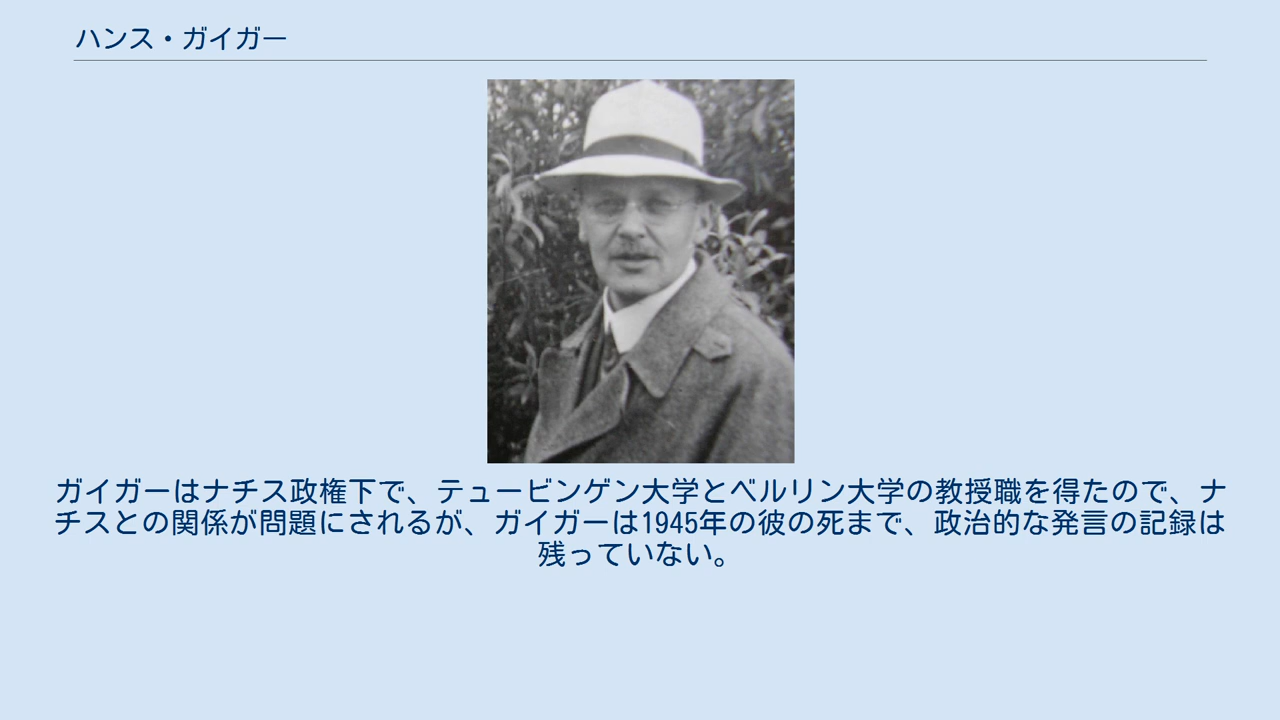 ハンス・ガイガー
ガイガーはナチス政権下で、テュービンゲン大学とベルリン大学の教授職を得たので、ナ
チスとの関係が問題にされるが、ガイガーは1945年の彼の死まで、政治的な発言の記録は
残っていない。